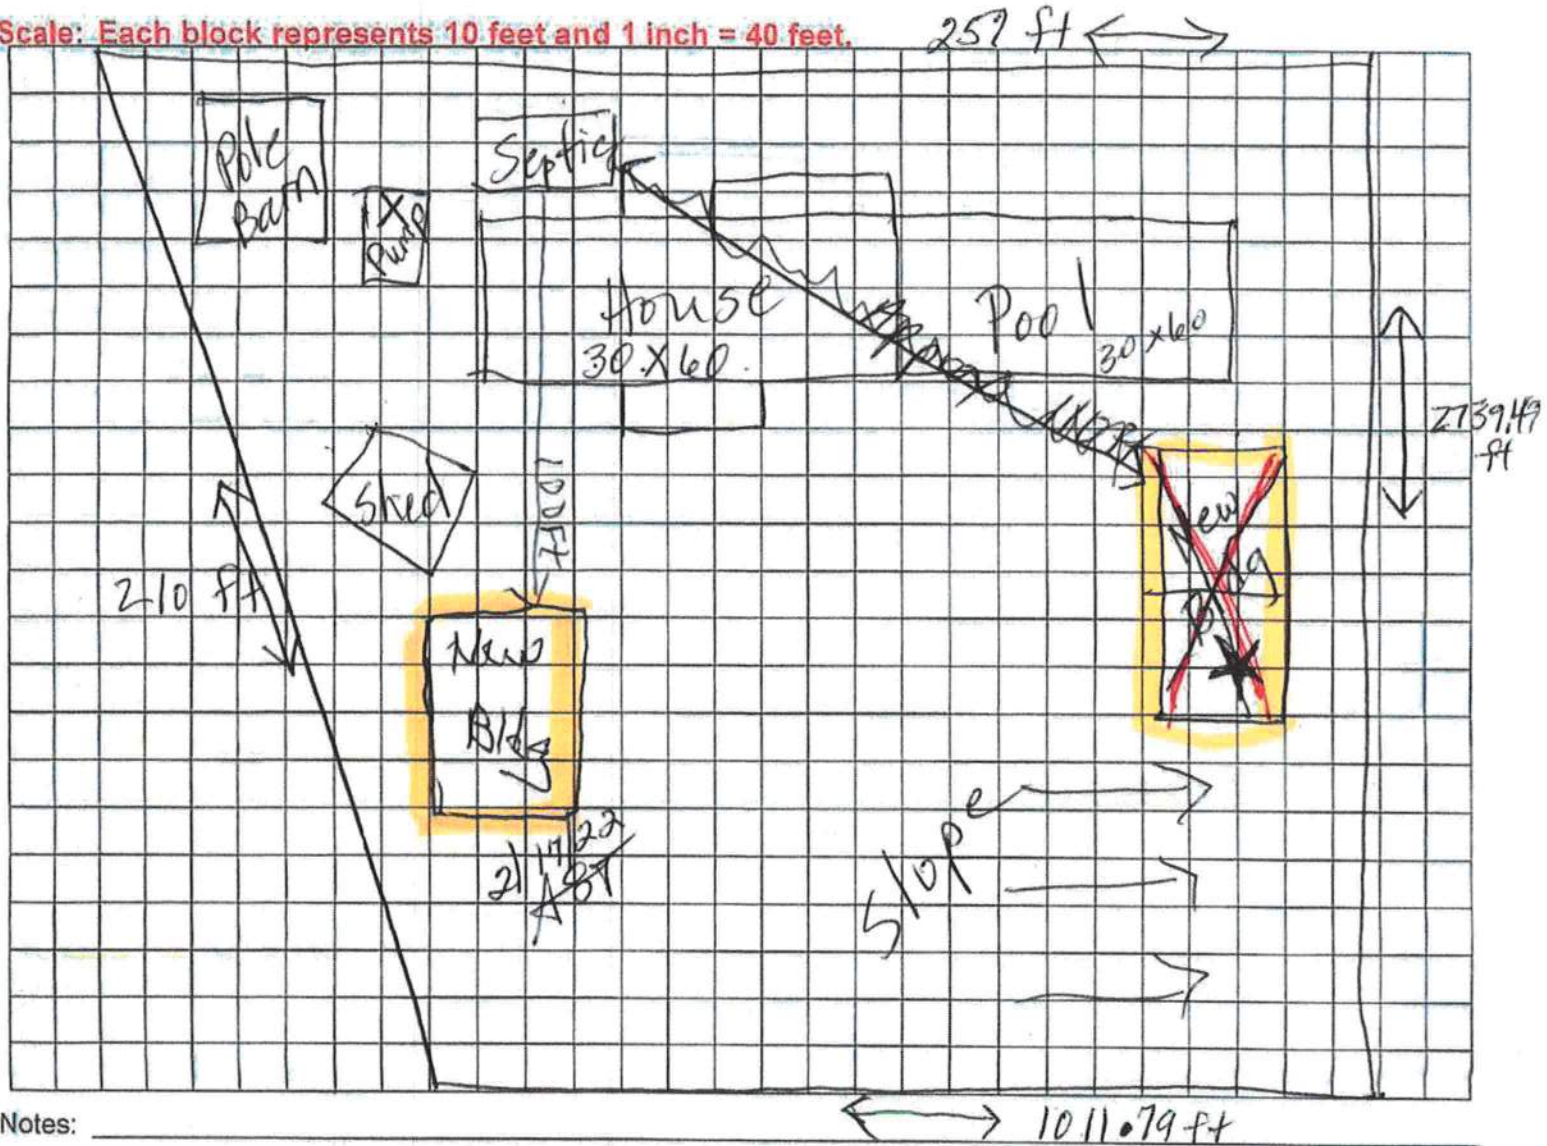 Scale: Each block represents 10 feet and 1 inch = 40 feet.
257 ft
Pole
Barn
X
Pump
Septic
House
30 X 60
Pool
30 x 60
2739.49
ft
Shed
100 Ft
210 ft
New
Bldg
New
Bldg
2/17/22
Slope
1011.79 ft
Notes: